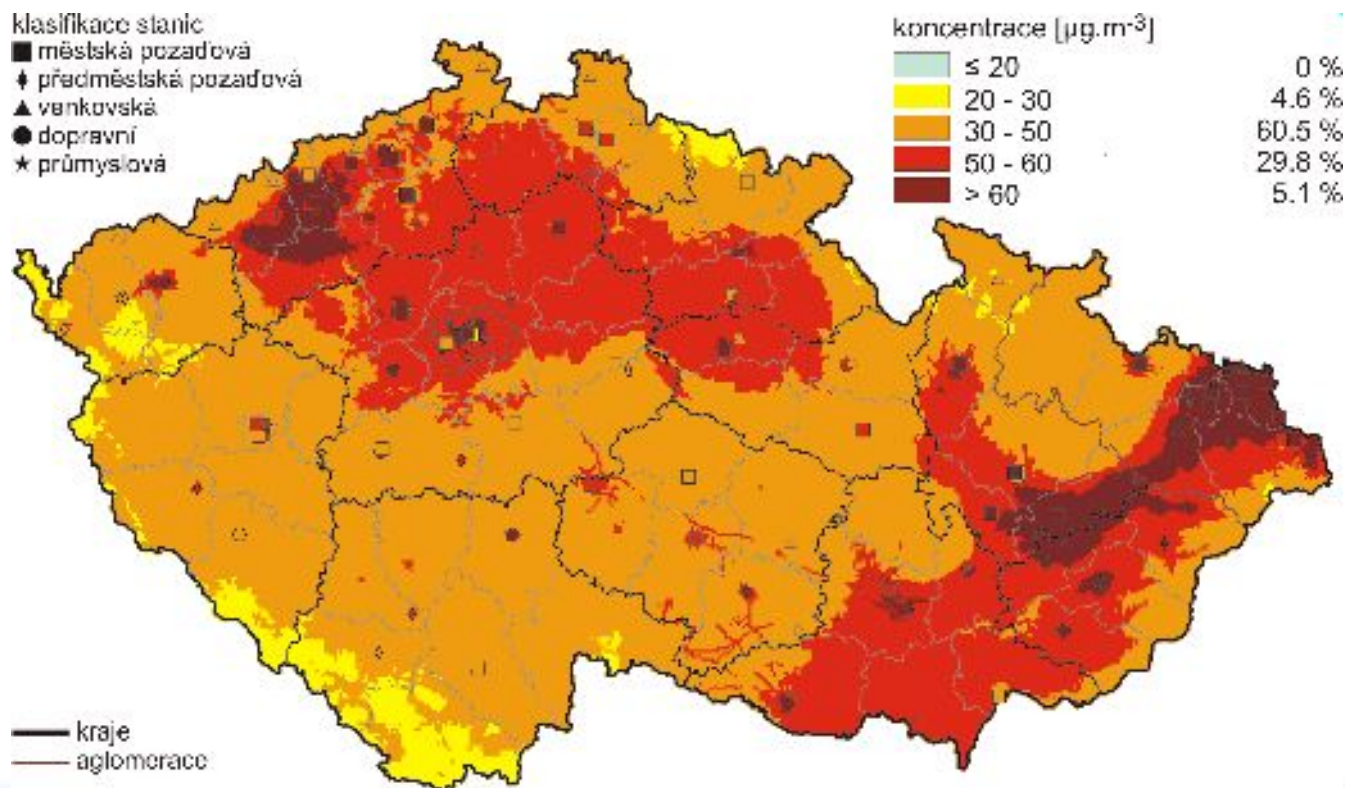 klasifikace stanic
městská pozaďová
předměstská pozaďová
venkovská
dopravní
průmyslová
koncentrace [µg.m-3]
≤ 20 0 %
20 - 30 4.6 %
30 - 50 60.5 %
50 - 60 29.8 %
> 60 5.1 %
kraje
aglomerace